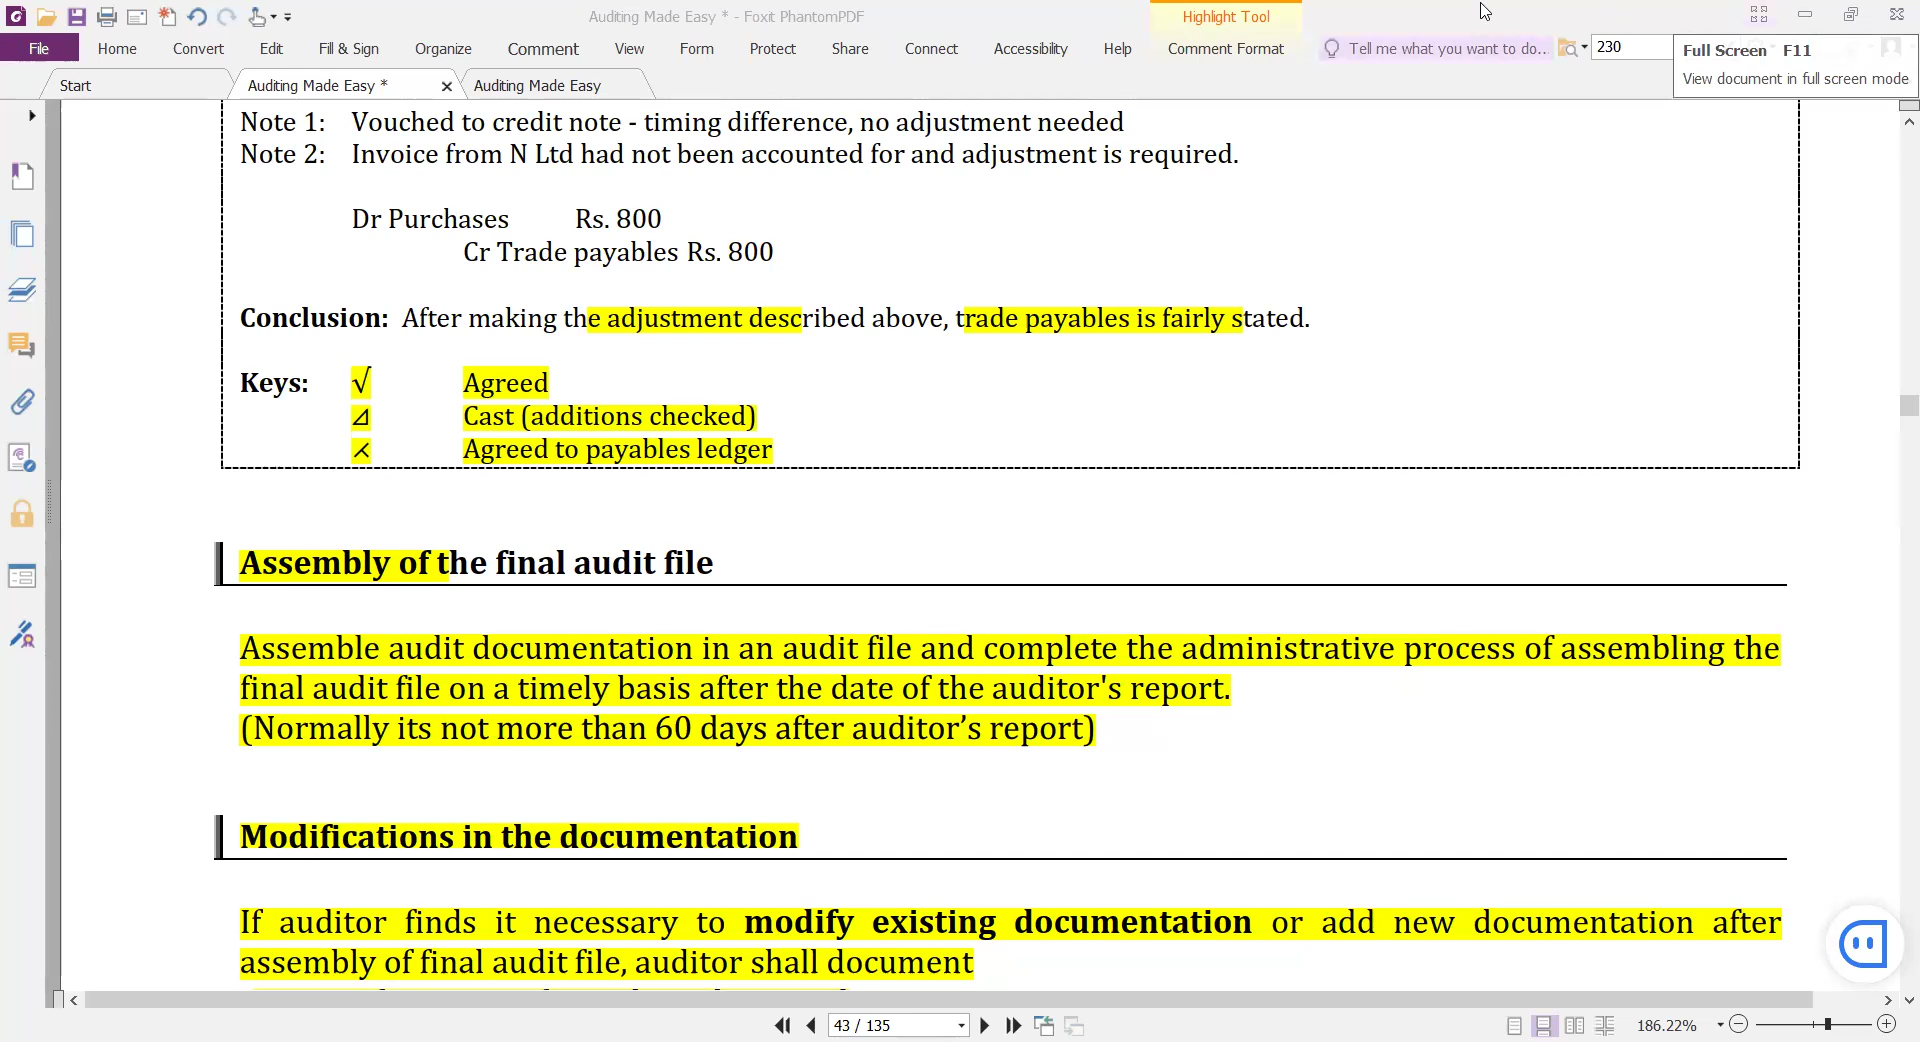 Auditing Made Easy * - Foxit PhantomPDF
Highlight Tool
File Home Convert Edit Fill & Sign Organize Comment View Form Protect Share Connect Accessibility Help Comment Format Tell me what you want to do... 230
Full Screen F11
View document in full screen mode
Start Auditing Made Easy * Auditing Made Easy
Note 1: Vouched to credit note - timing difference, no adjustment needed
Note 2: Invoice from N Ltd had not been accounted for and adjustment is required.
Dr Purchases Rs. 800
Cr Trade payables Rs. 800
Conclusion: After making the adjustment described above, trade payables is fairly stated.
Keys: √ Agreed
⊿ Cast (additions checked)
⦞ Agreed to payables ledger
Assembly of the final audit file
Assemble audit documentation in an audit file and complete the administrative process of assembling the
final audit file on a timely basis after the date of the auditor's report.
(Normally its not more than 60 days after auditor’s report)
Modifications in the documentation
If auditor finds it necessary to modify existing documentation or add new documentation after
assembly of final audit file, auditor shall document
43 / 135
186.22%